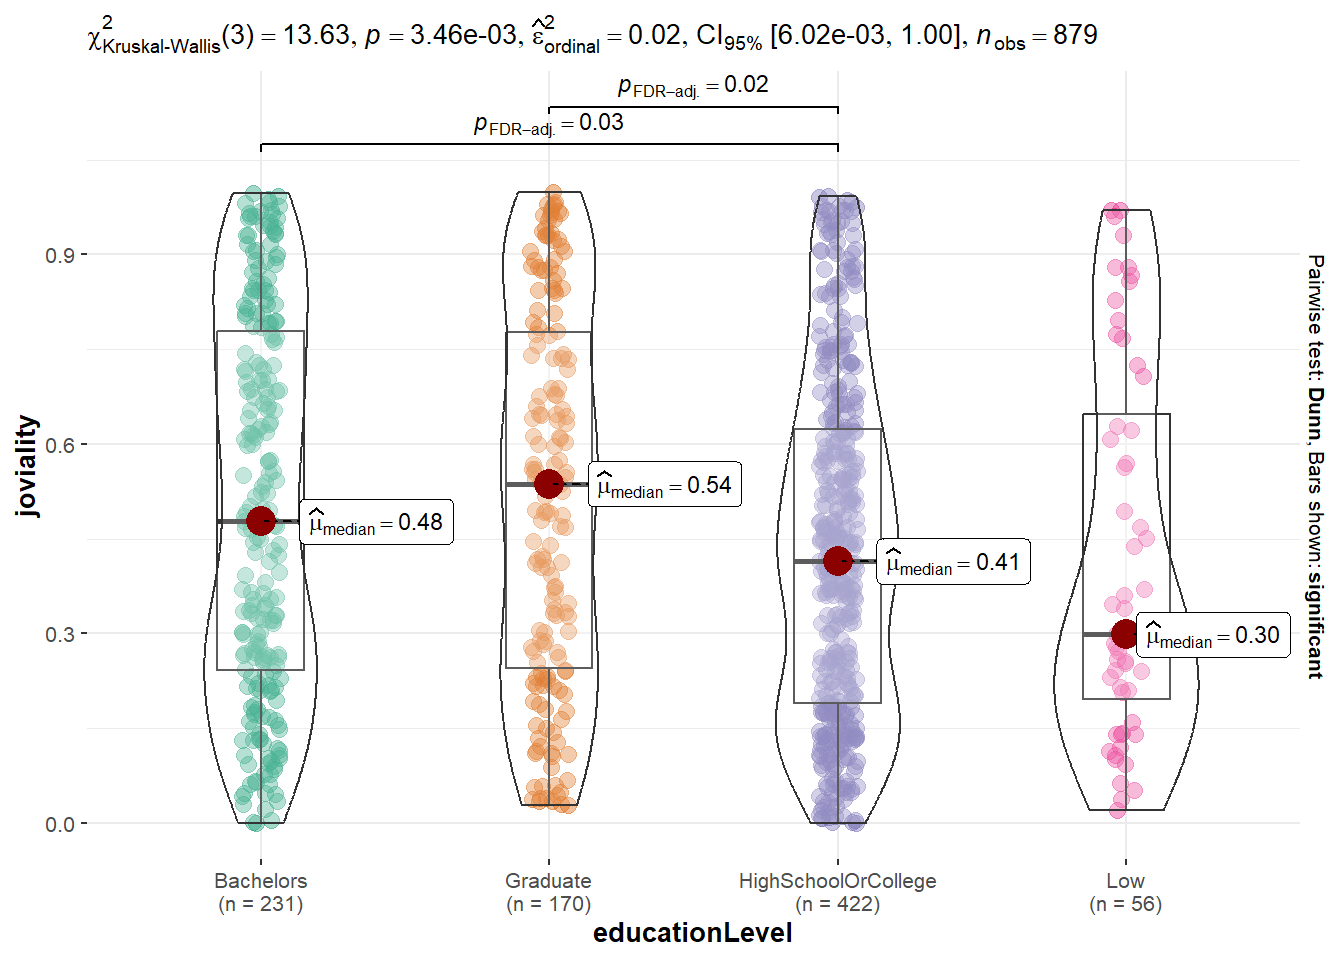 χ²Kruskal-Wallis(3) = 13.63, p = 3.46e-03, ε̂²ordinal = 0.02, CI95% [6.02e-03, 1.00], nobs = 879
pFDR−adj. = 0.02
pFDR−adj. = 0.03
0.9
0.6
0.3
0.0
joviality
μ̂median = 0.48
μ̂median = 0.54
μ̂median = 0.41
μ̂median = 0.30
Pairwise test: Dunn, Bars shown: significant
Bachelors
(n = 231)
Graduate
(n = 170)
HighSchoolOrCollege
(n = 422)
Low
(n = 56)
educationLevel